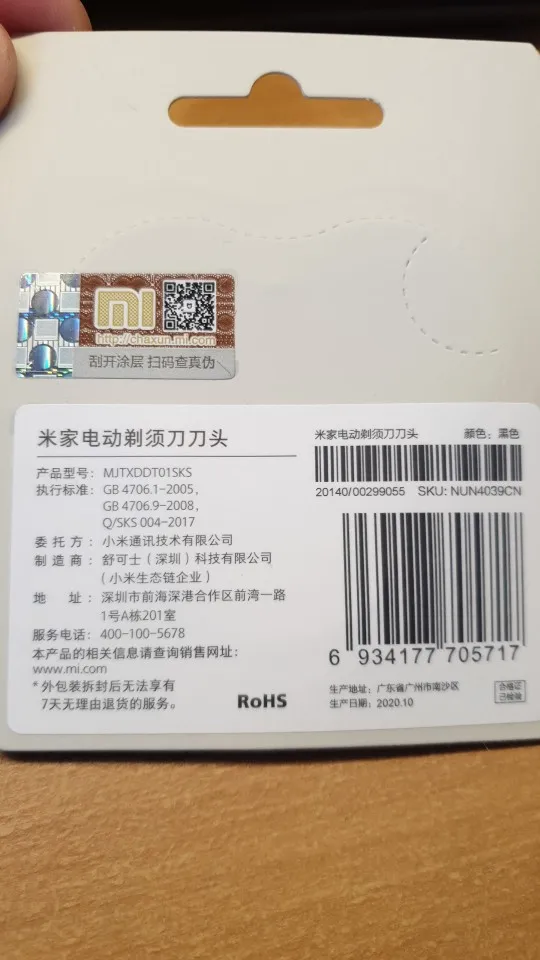 mi
http://chaxun.mi.com
刮开涂层 扫码查真伪
米家电动剃须刀刀头
产品型号: MJTXDDT01SKS
执行标准: GB 4706.1-2005,
GB 4706.9-2008,
Q/SKS 004-2017
委托方: 小米通讯技术有限公司
制造商: 舒可士（深圳）科技有限公司
（小米生态链企业）
地址: 深圳市前海深港合作区前湾一路
1号A栋201室
服务电话: 400-100-5678
本产品的相关信息请查询销售网址:
www.mi.com
*外包装拆封后无法享有
7天无理由退货的服务。
RoHS
米家电动剃须刀刀头 颜色: 黑色
20140/00299055 SKU: NUN4039CN
6 934177 705717
生产地址: 广东省广州市南沙区
生产日期: 2020.10
合格证
已检验